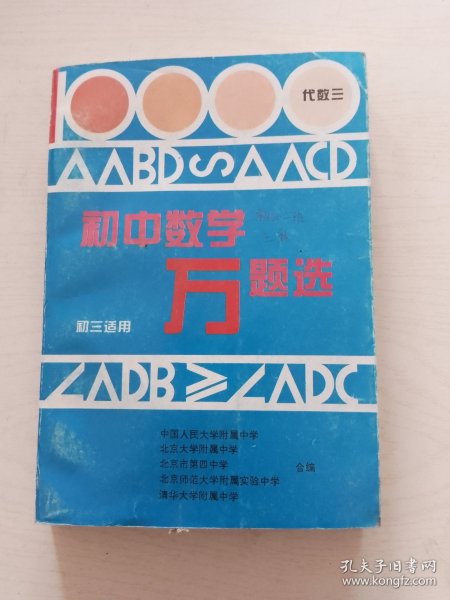 10000
代数三
△ABD∽△ACD
初中数学
万题选
初三适用
∠ADB≥∠ADC
中国人民大学附属中学
北京大学附属中学
北京市第四中学
合编
北京师范大学附属实验中学
清华大学附属中学
孔夫子旧书网
www.kongfz.com